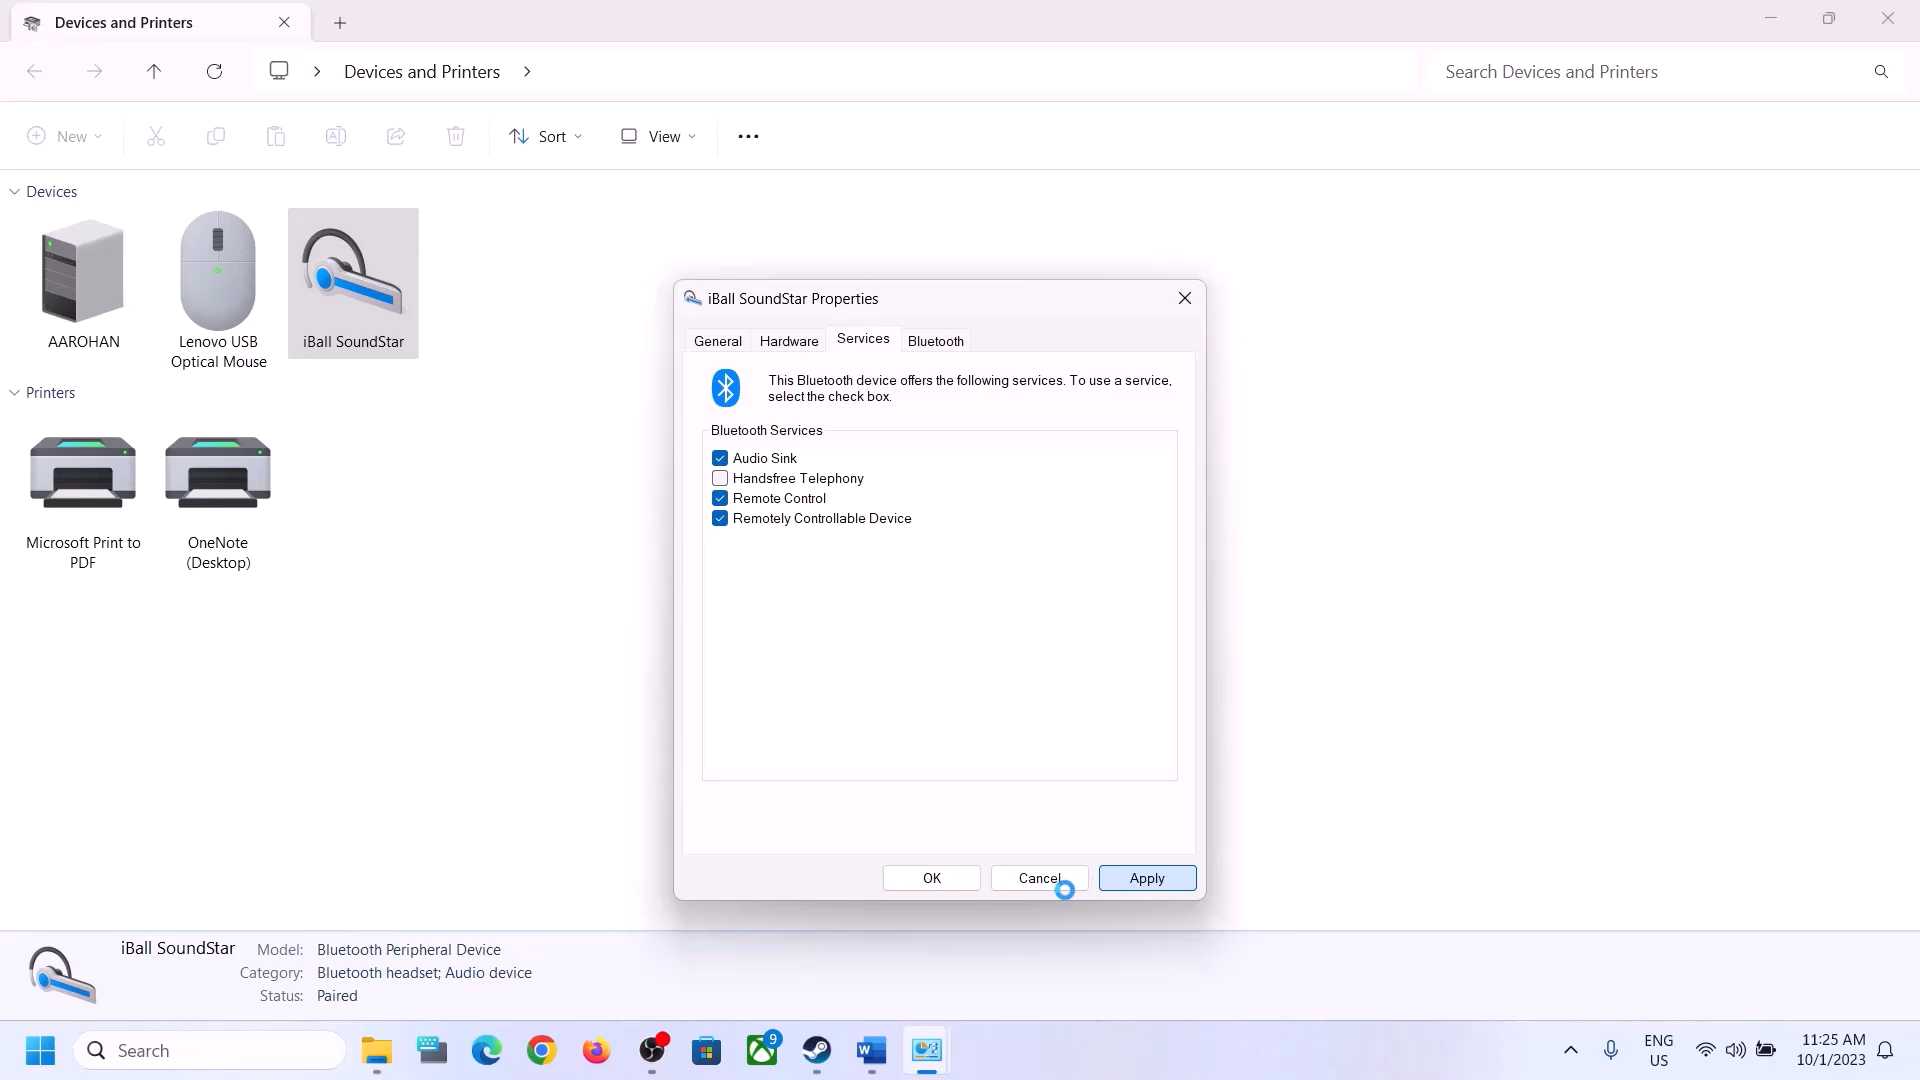 Devices and Printers
Devices and Printers
Search Devices and Printers
New
Sort
View
Devices
AAROHAN
Lenovo USB
Optical Mouse
iBall SoundStar
Printers
Microsoft Print to
PDF
OneNote
(Desktop)
iBall SoundStar Properties
General
Hardware
Services
Bluetooth
This Bluetooth device offers the following services. To use a service,
select the check box.
Bluetooth Services
Audio Sink
Handsfree Telephony
Remote Control
Remotely Controllable Device
OK
Cancel
Apply
iBall SoundStar
Model: Bluetooth Peripheral Device
Category: Bluetooth headset; Audio device
Status: Paired
Search
9
ENG
US
11:25 AM
10/1/2023